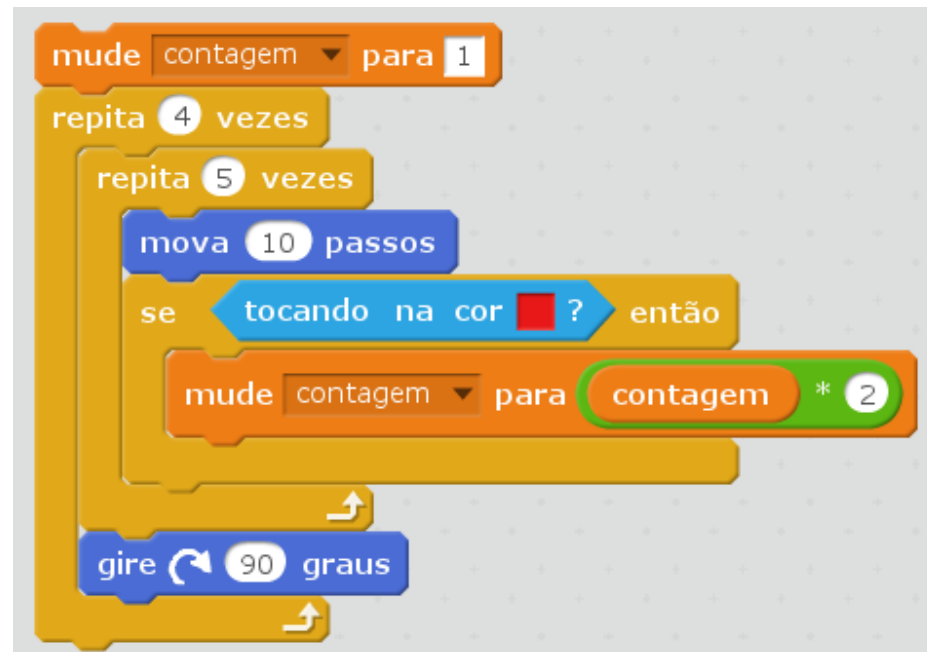 mude contagem para 1
repita 4 vezes
repita 5 vezes
mova 10 passos
se tocando na cor ? então
mude contagem para contagem * 2
gire 90 graus